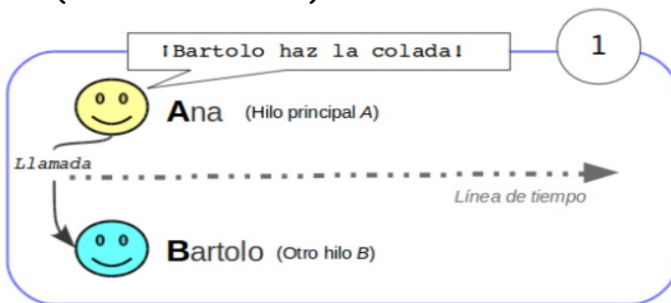 ¡Bartolo haz la colada!
1
Ana (Hilo principal A)
Llamada
Línea de tiempo
Bartolo (Otro hilo B)